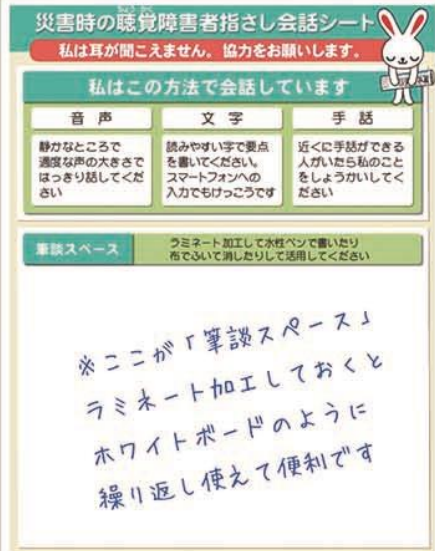 災害時の聴覚障害者指さし会話シート
私は耳が聞こえません。協力をお願いします。
私はこの方法で会話しています
音声
静かなところで
適度な声の大きさで
はっきり話してくだ
さい
文字
読みやすい字で要点
を書いてください。
スマートフォンへの
入力でもけっこうです
手話
近くに手話ができる
人がいたら私のこと
をしょうかいしてく
ださい
筆談スペース
ラミネート加工して水性ペンで書いたり
布でふいて消したりして活用してください
※ここが「筆談スペース」
ラミネート加工しておくと
ホワイトボードのように
繰り返し使えて便利です